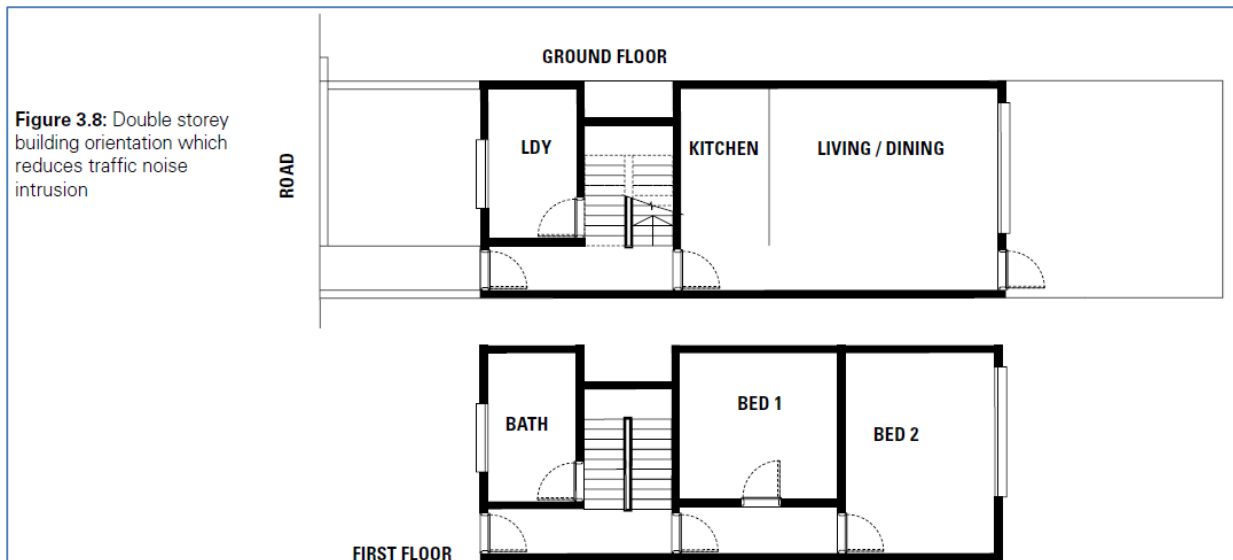 GROUND FLOOR
Figure 3.8: Double storey
building orientation which
reduces traffic noise
intrusion
ROAD
LDY
KITCHEN
LIVING / DINING
BATH
BED 1
BED 2
FIRST FLOOR